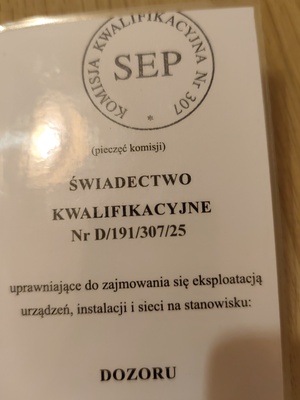 KOMISJA KWALIFIKACYJNA Nr 307
SEP
*
(pieczęć komisji)
ŚWIADECTWO
KWALIFIKACYJNE
Nr D/191/307/25
uprawniające do zajmowania się eksploatacją
urządzeń, instalacji i sieci na stanowisku:
DOZORU